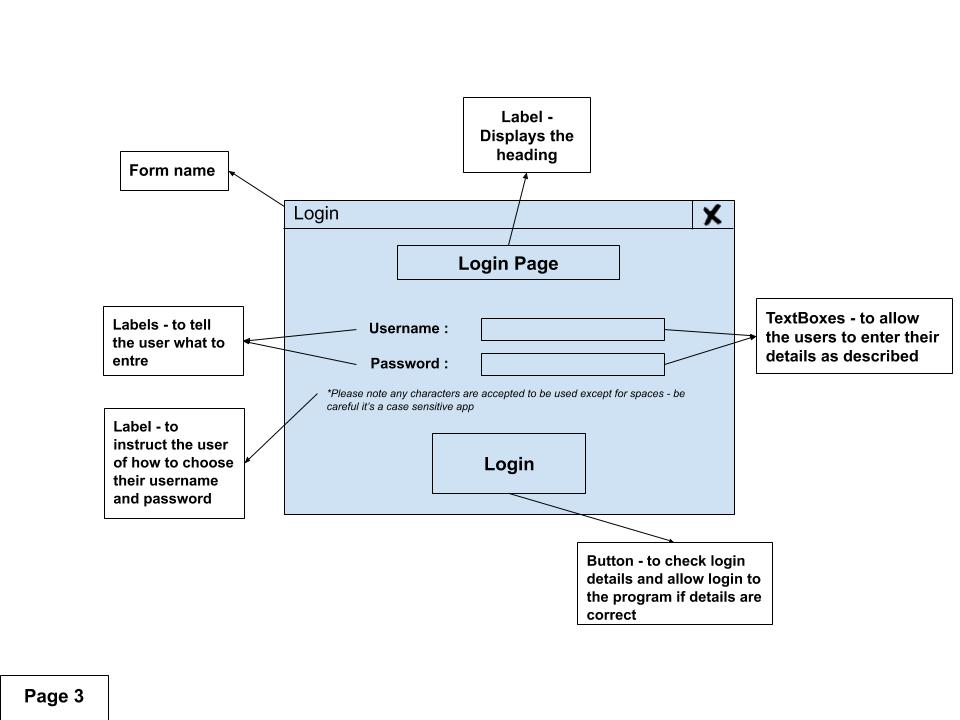 Label -
Displays the
heading
Form name
Login
Login Page
Labels - to tell
the user what to
entre
Username :
Password :
TextBoxes - to allow
the users to enter their
details as described
*Please note any characters are accepted to be used except for spaces - be
careful it's a case sensitive app
Label - to
instruct the user
of how to choose
their username
and password
Login
Button - to check login
details and allow login to
the program if details are
correct
Page 3